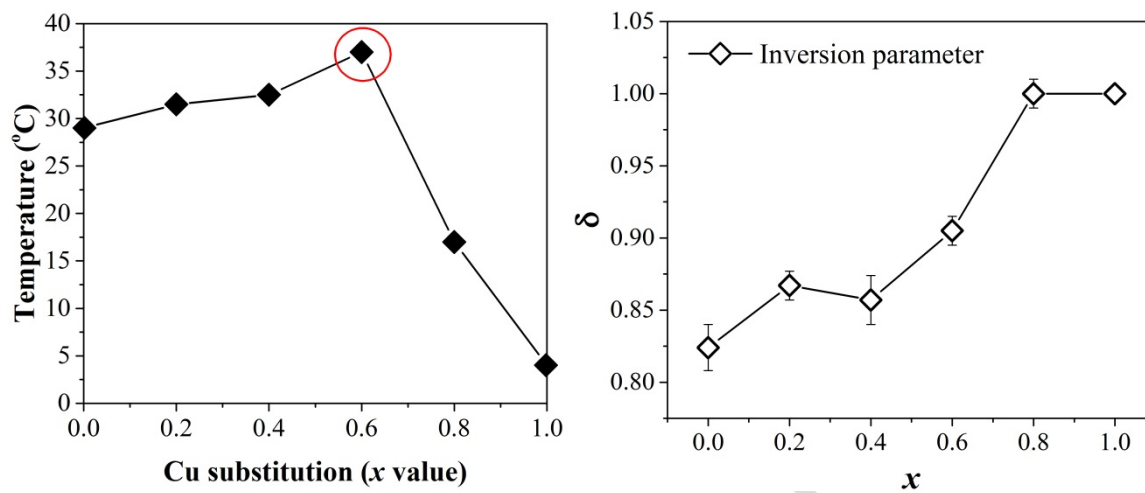 40
35
30
25
20
15
10
5
0
Temperature (°C)
0.0 0.2 0.4 0.6 0.8 1.0
Cu substitution (x value)
1.05
1.00
0.95
0.90
0.85
0.80
δ
Inversion parameter
0.0 0.2 0.4 0.6 0.8 1.0
x